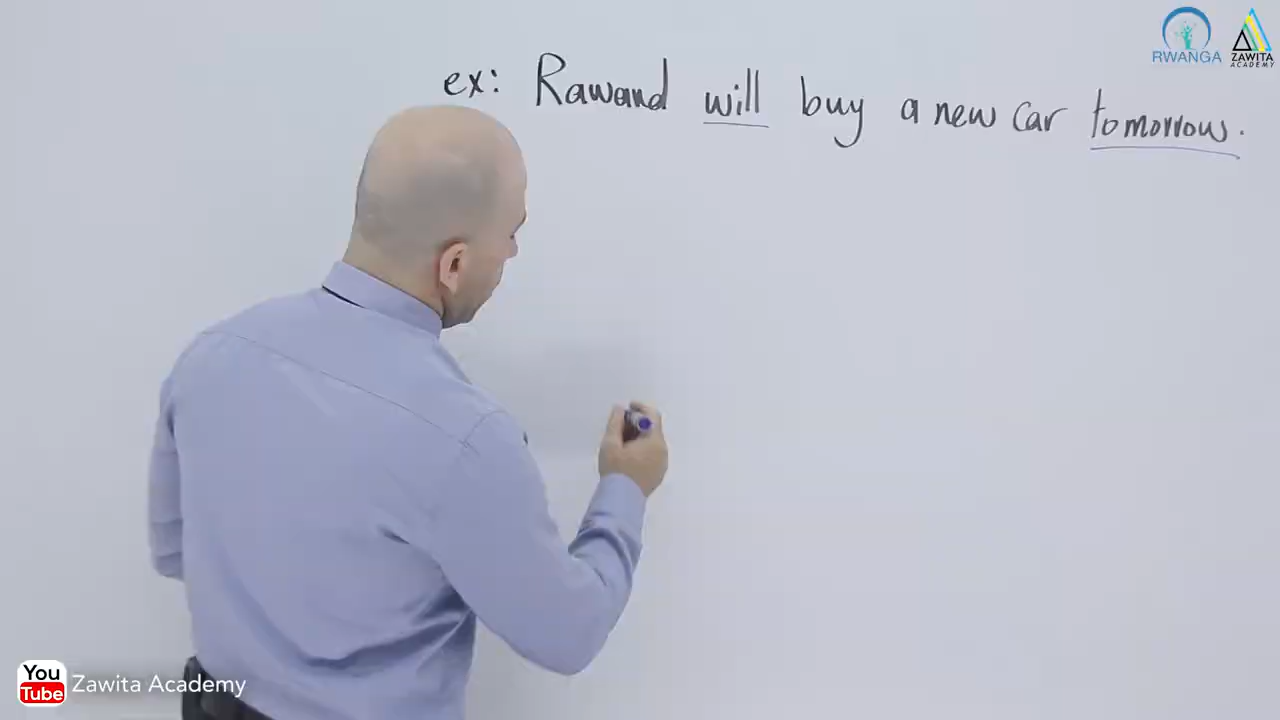 ex: Rawand will buy a new car tomorrow.
RWANGA
ZAWITA
ACADEMY
You
Tube
Zawita Academy